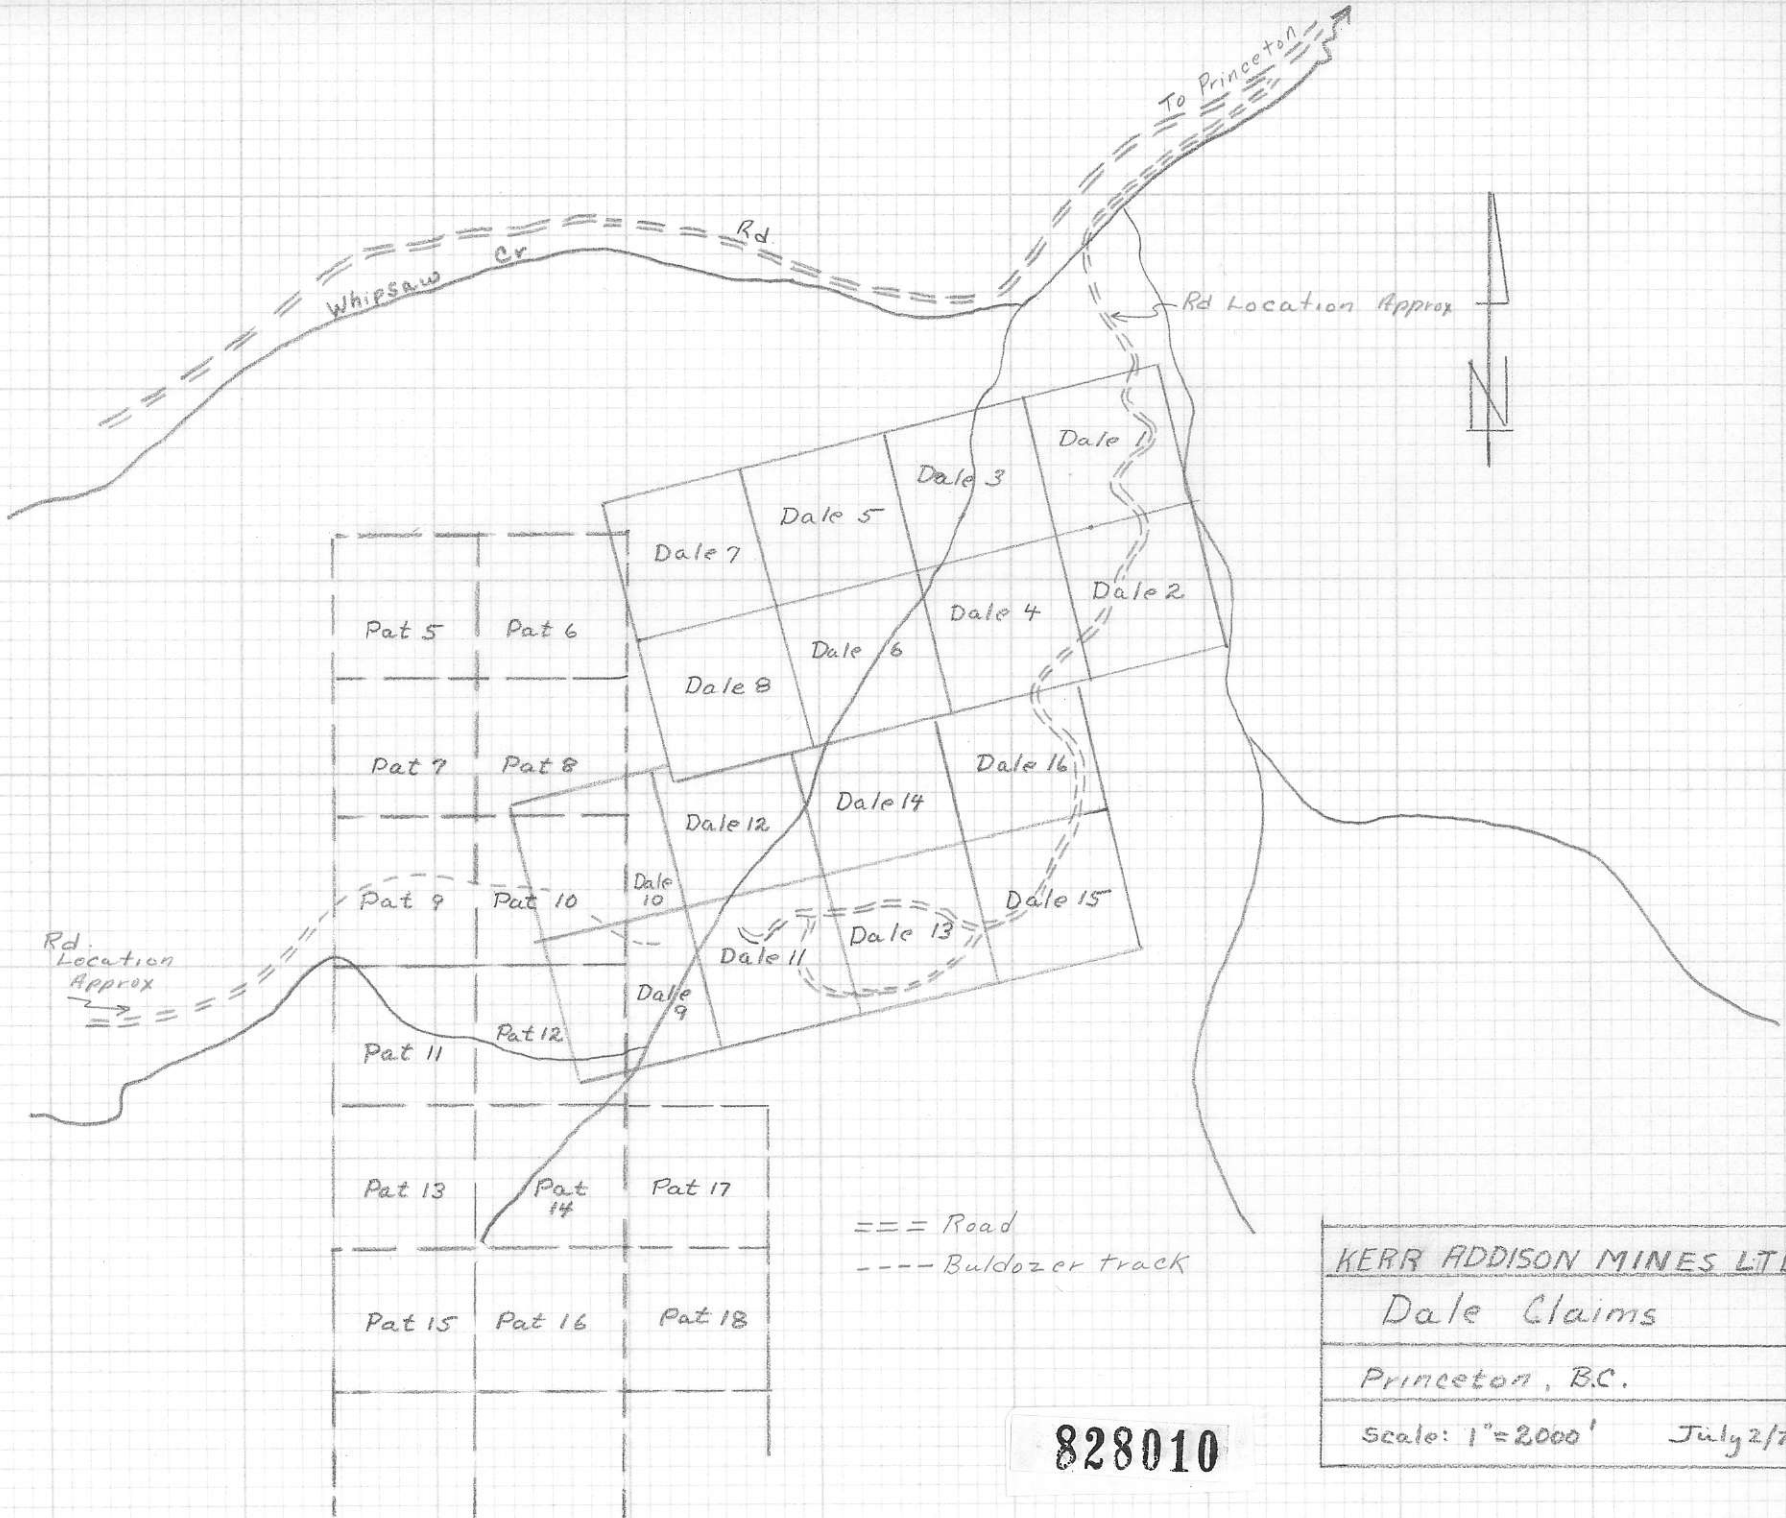 To Princeton
Rd
Whipsaw Cr
Rd Location Approx
N
Dale 1
Dale 3
Dale 5
Dale 7
Dale 2
Dale 4
Dale 6
Dale 8
Pat 5
Pat 6
Pat 7
Pat 8
Dale 16
Dale 14
Dale 12
Dale
10
Pat 9
Pat 10
Dale 15
Dale 13
Dale 11
Dale
9
Rd.
Location
Approx
Pat 11
Pat 12
Pat 13
Pat
14
Pat 17
Pat 15
Pat 16
Pat 18
=== Road
---- Buldozer track
KERR ADDISON MINES LTD
Dale Claims
Princeton, B.C.
Scale: 1"=2000' July 2/7
828010